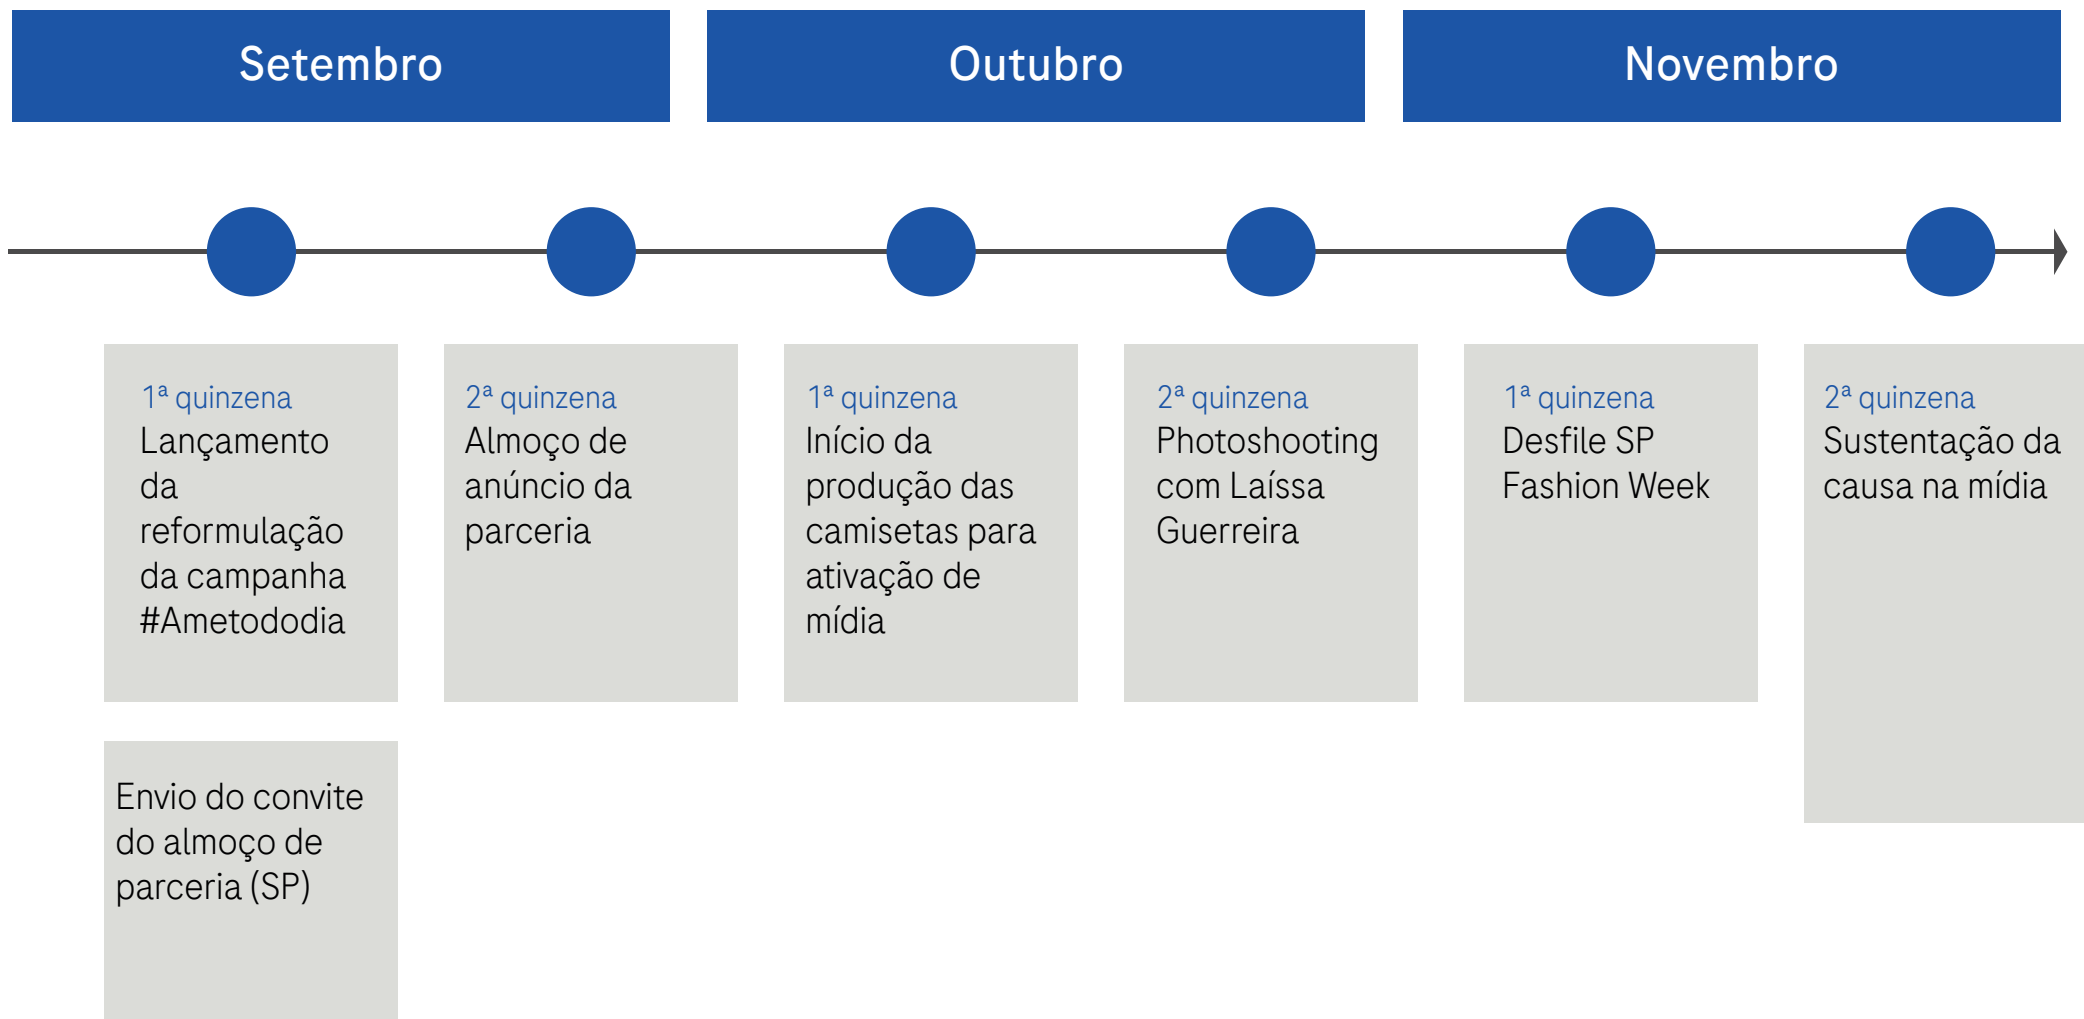 Setembro
Outubro
Novembro
1ª quinzena
Lançamento
da
reformulação
da campanha
#Ametododia
2ª quinzena
Almoço de
anúncio da
parceria
1ª quinzena
Início da
produção das
camisetas para
ativação de
mídia
2ª quinzena
Photoshooting
com Laíssa
Guerreira
1ª quinzena
Desfile SP
Fashion Week
2ª quinzena
Sustentação da
causa na mídia
Envio do convite
do almoço de
parceria (SP)